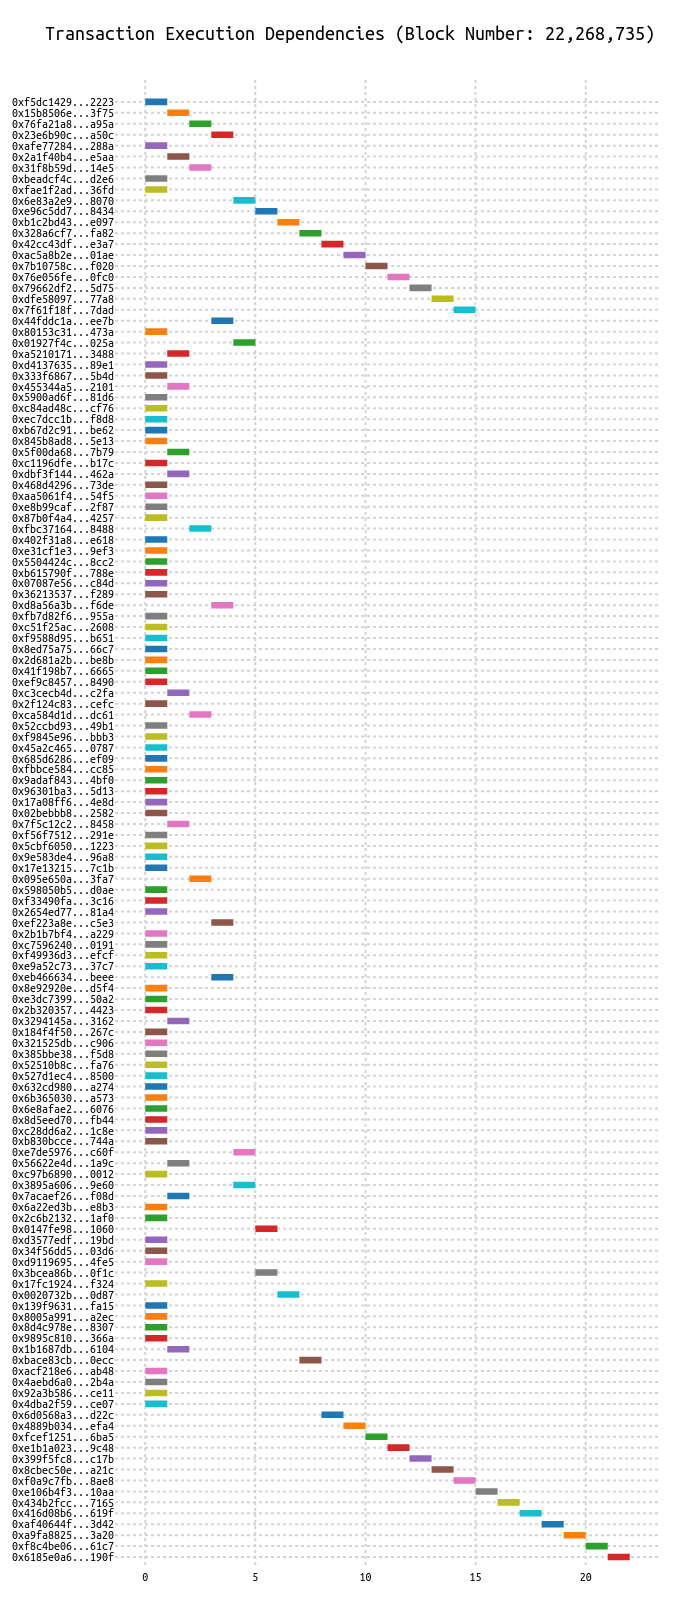 Transaction Execution Dependencies (Block Number: 22,268,735)
0xf5dc1429...2223
0x15b8506e...3f75
0x76fa21a8...a95a
0x23e6b90c...a50c
0xafe77284...288a
0x2a1f40b4...e5aa
0x31f8b59d...14e5
0xbeadcf4c...d2e6
0xfae1f2ad...36fd
0x6e83a2e9...8070
0xe96c5dd7...8434
0xb1c2bd43...e097
0x328a6cf7...fa82
0x42cc43df...e3a7
0xac5a8b2e...01ae
0x7b10758c...f020
0x76e056fe...0fc0
0x79662df2...5d75
0xdfe58097...77a8
0x7f61f18f...7dad
0x44fddc1a...ee7b
0x80153c31...473a
0x01927f4c...025a
0xa5210171...3488
0xd4137635...89e1
0x333f6867...5b4d
0x455344a5...2101
0x5900ad6f...81d6
0xc84ad48c...cf76
0xec7dcc1b...f8d8
0xb67d2c91...be62
0x845b8ad8...5e13
0x5f00da68...7b79
0xc1196dfe...b17c
0xdbf3f144...462a
0x468d4296...73de
0xaa5061f4...54f5
0xe8b99caf...2f87
0x87b0f4a4...4257
0xfbc37164...8488
0x402f31a8...e618
0xe31cf1e3...9ef3
0x5504424c...8cc2
0xb615790f...788e
0x07087e56...c84d
0x36213537...f289
0xd8a56a3b...f6de
0xfb7d82f6...955a
0xc51f25ac...2608
0xf9588d95...b651
0x8ed75a75...66c7
0x2d681a2b...be8b
0x41f198b7...6665
0xef9c8457...8490
0xc3cecb4d...c2fa
0x2f124c83...cefc
0xca584d1d...dc61
0x52ccbd93...49b1
0xf9845e96...bbb3
0x45a2c465...0787
0x685d6286...ef09
0xfbbce584...cc85
0x9adaf843...4bf0
0x96301ba3...5d13
0x17a08ff6...4e8d
0x02bebbb8...2582
0x7f5c12c2...8458
0xf56f7512...291e
0x5cbf6050...1223
0x9e583de4...96a8
0x17e13215...7c1b
0x095e650a...3fa7
0x598050b5...d0ae
0xf33490fa...3c16
0x2654ed77...81a4
0xef223a8e...c5e3
0x2b1b7bf4...a229
0xc7596240...0191
0xf49936d3...efcf
0xe9a52c73...37c7
0xeb466634...beee
0x8e92920e...d5f4
0xe3dc7399...50a2
0x2b320357...4423
0x3294145a...3162
0x184f4f50...267c
0x321525db...c906
0x385bbe38...f5d8
0x52510b8c...fa76
0x527d1ec4...8500
0x632cd980...a274
0x6b365030...a573
0x6e8afae2...6076
0x8d5eed70...fb44
0xc28dd6a2...1c8e
0xb830bcce...744a
0xe7de5976...c60f
0x56622e4d...1a9c
0xc97b6890...0012
0x3895a606...9e60
0x7acaef26...f08d
0x6a22ed3b...e8b3
0x2c6b2132...1af0
0x0147fe98...1060
0xd3577edf...19bd
0x34f56dd5...03d6
0xd9119695...4fe5
0x3bcea86b...0f1c
0x17fc1924...f324
0x0020732b...0d87
0x139f9631...fa15
0x8005a991...a2ec
0x8d4c978e...8307
0x9895c810...366a
0x1b1687db...6104
0xbace83cb...0ecc
0xacf218e6...ab48
0x4aebd6a0...2b4a
0x92a3b586...ce11
0x4dba2f59...ce07
0x6d0568a3...d22c
0x4889b034...efa4
0xfcef1251...6ba5
0xe1b1a023...9c48
0x399f5fc8...c17b
0x8cbec50e...a21c
0xf0a9c7fb...8ae8
0xe106b4f3...10aa
0x434b2fcc...7165
0x416d08b6...619f
0xaf40644f...3d42
0xa9fa8825...3a20
0xf8c4be06...61c7
0x6185e0a6...190f
0 5 10 15 20